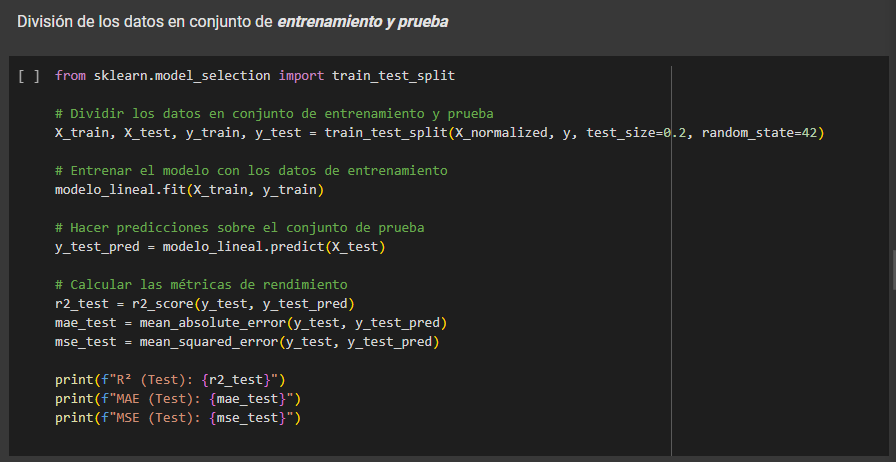 División de los datos en conjunto de entrenamiento y prueba
[ ] from sklearn.model_selection import train_test_split
# Dividir los datos en conjunto de entrenamiento y prueba
X_train, X_test, y_train, y_test = train_test_split(X_normalized, y, test_size=0.2, random_state=42)
# Entrenar el modelo con los datos de entrenamiento
modelo_lineal.fit(X_train, y_train)
# Hacer predicciones sobre el conjunto de prueba
y_test_pred = modelo_lineal.predict(X_test)
# Calcular las métricas de rendimiento
r2_test = r2_score(y_test, y_test_pred)
mae_test = mean_absolute_error(y_test, y_test_pred)
mse_test = mean_squared_error(y_test, y_test_pred)
print(f"R² (Test): {r2_test}")
print(f"MAE (Test): {mae_test}")
print(f"MSE (Test): {mse_test}")